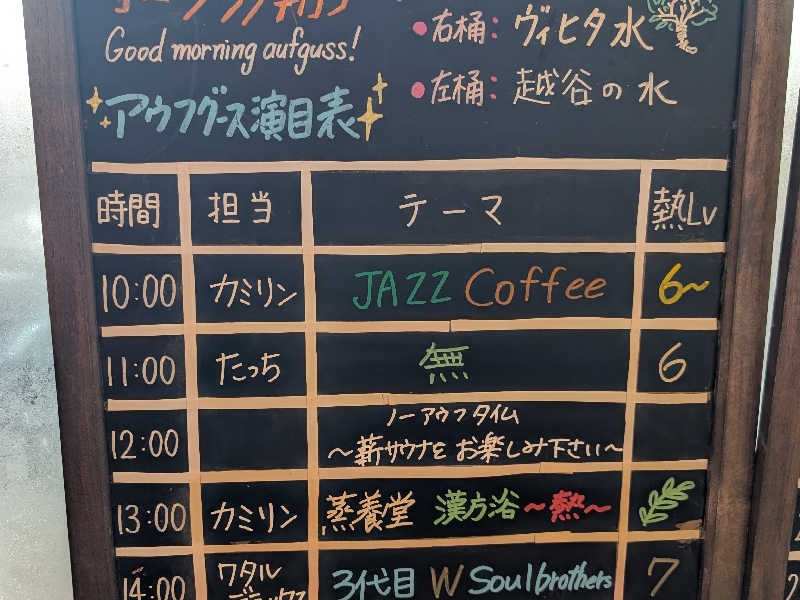 Good morning aufguss!
アウフグース演目表
●右桶: ヴィヒタ水
●左桶: 越谷の水
時間 担当 テーマ 熱Lv
10:00 カミリン JAZZ Coffee 6~
11:00 たっち 無 6
12:00 ノーアウフタイム
~薪サウナを お楽しみ下さい~
13:00 カミリン 蒸養堂 漢方浴 ~熱~
14:00 ワタル 3代目 W Soul brothers 7